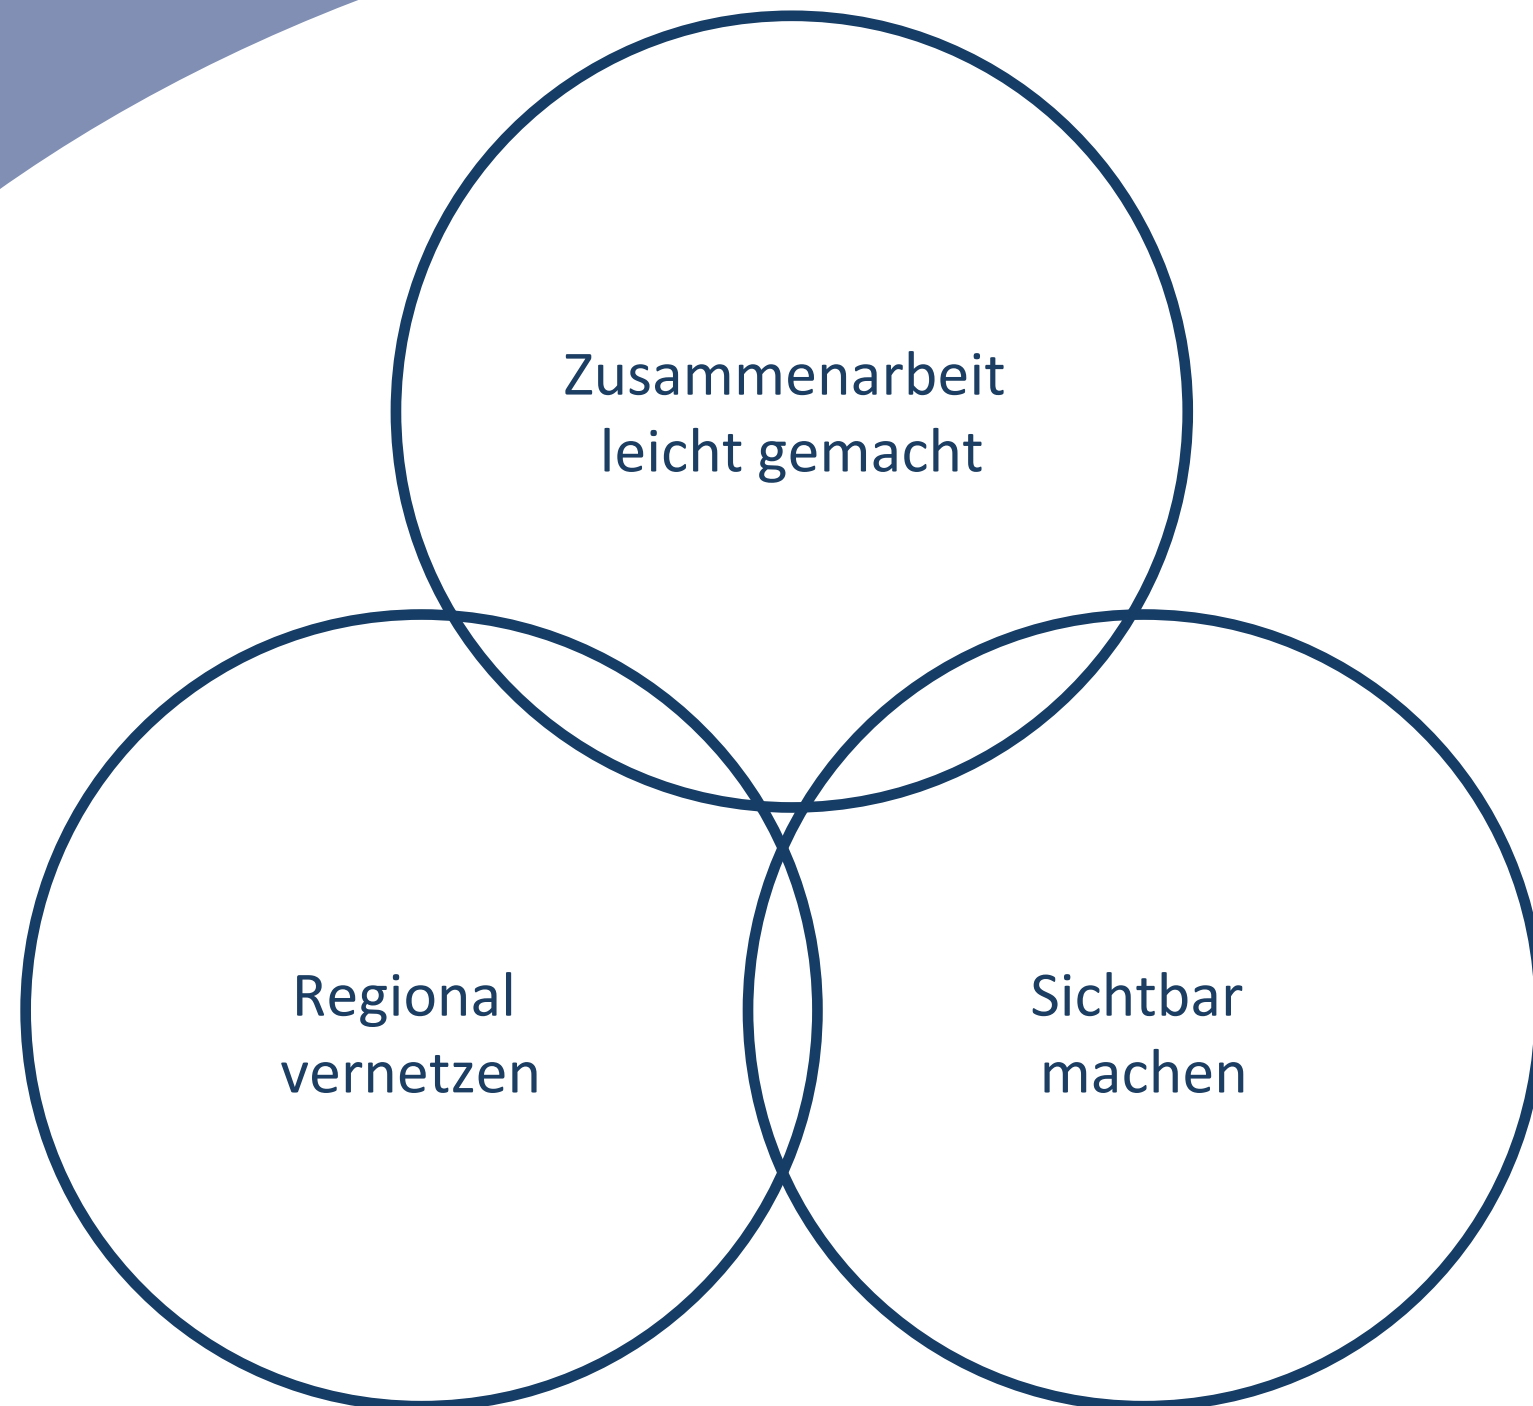 Zusammenarbeit
leicht gemacht
Regional
vernetzen
Sichtbar
machen